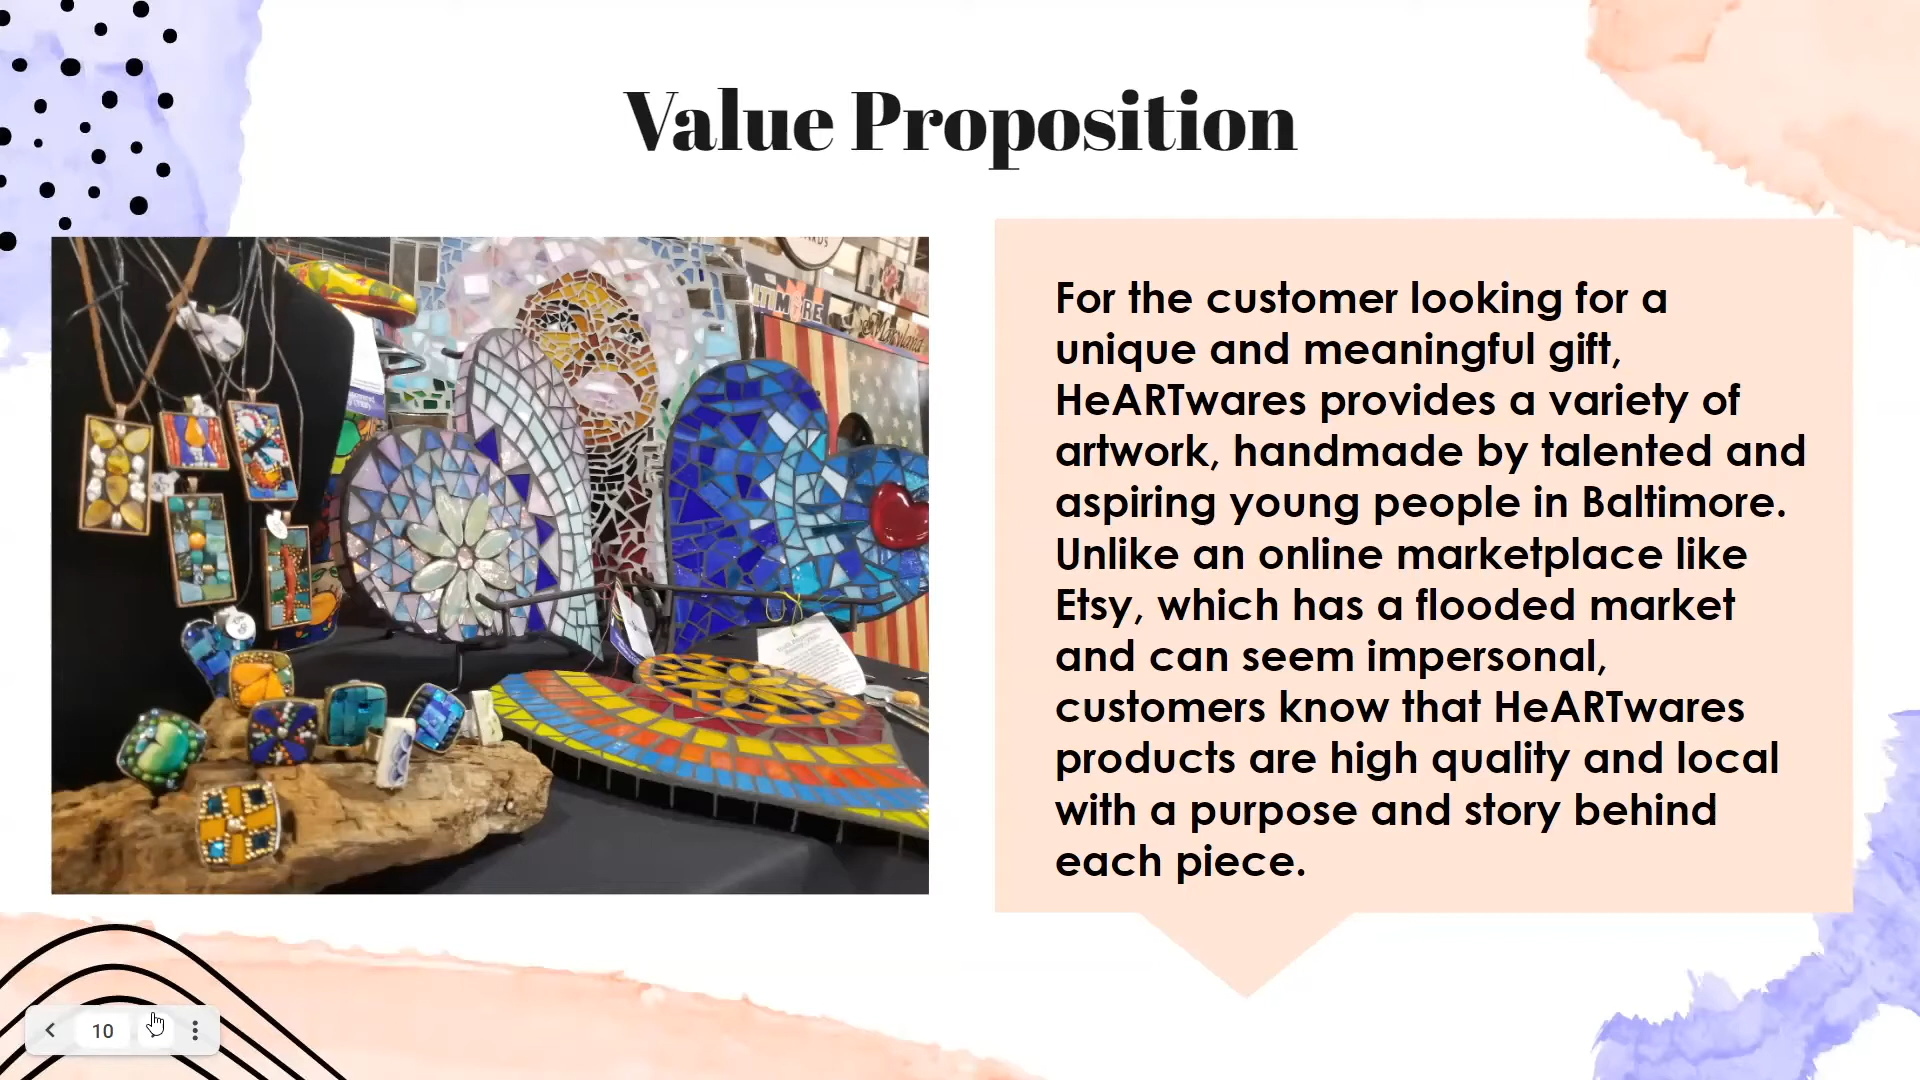 Value Proposition
For the customer looking for a
unique and meaningful gift,
HeARTwares provides a variety of
artwork, handmade by talented and
aspiring young people in Baltimore.
Unlike an online marketplace like
Etsy, which has a flooded market
and can seem impersonal,
customers know that HeARTwares
products are high quality and local
with a purpose and story behind
each piece.
10